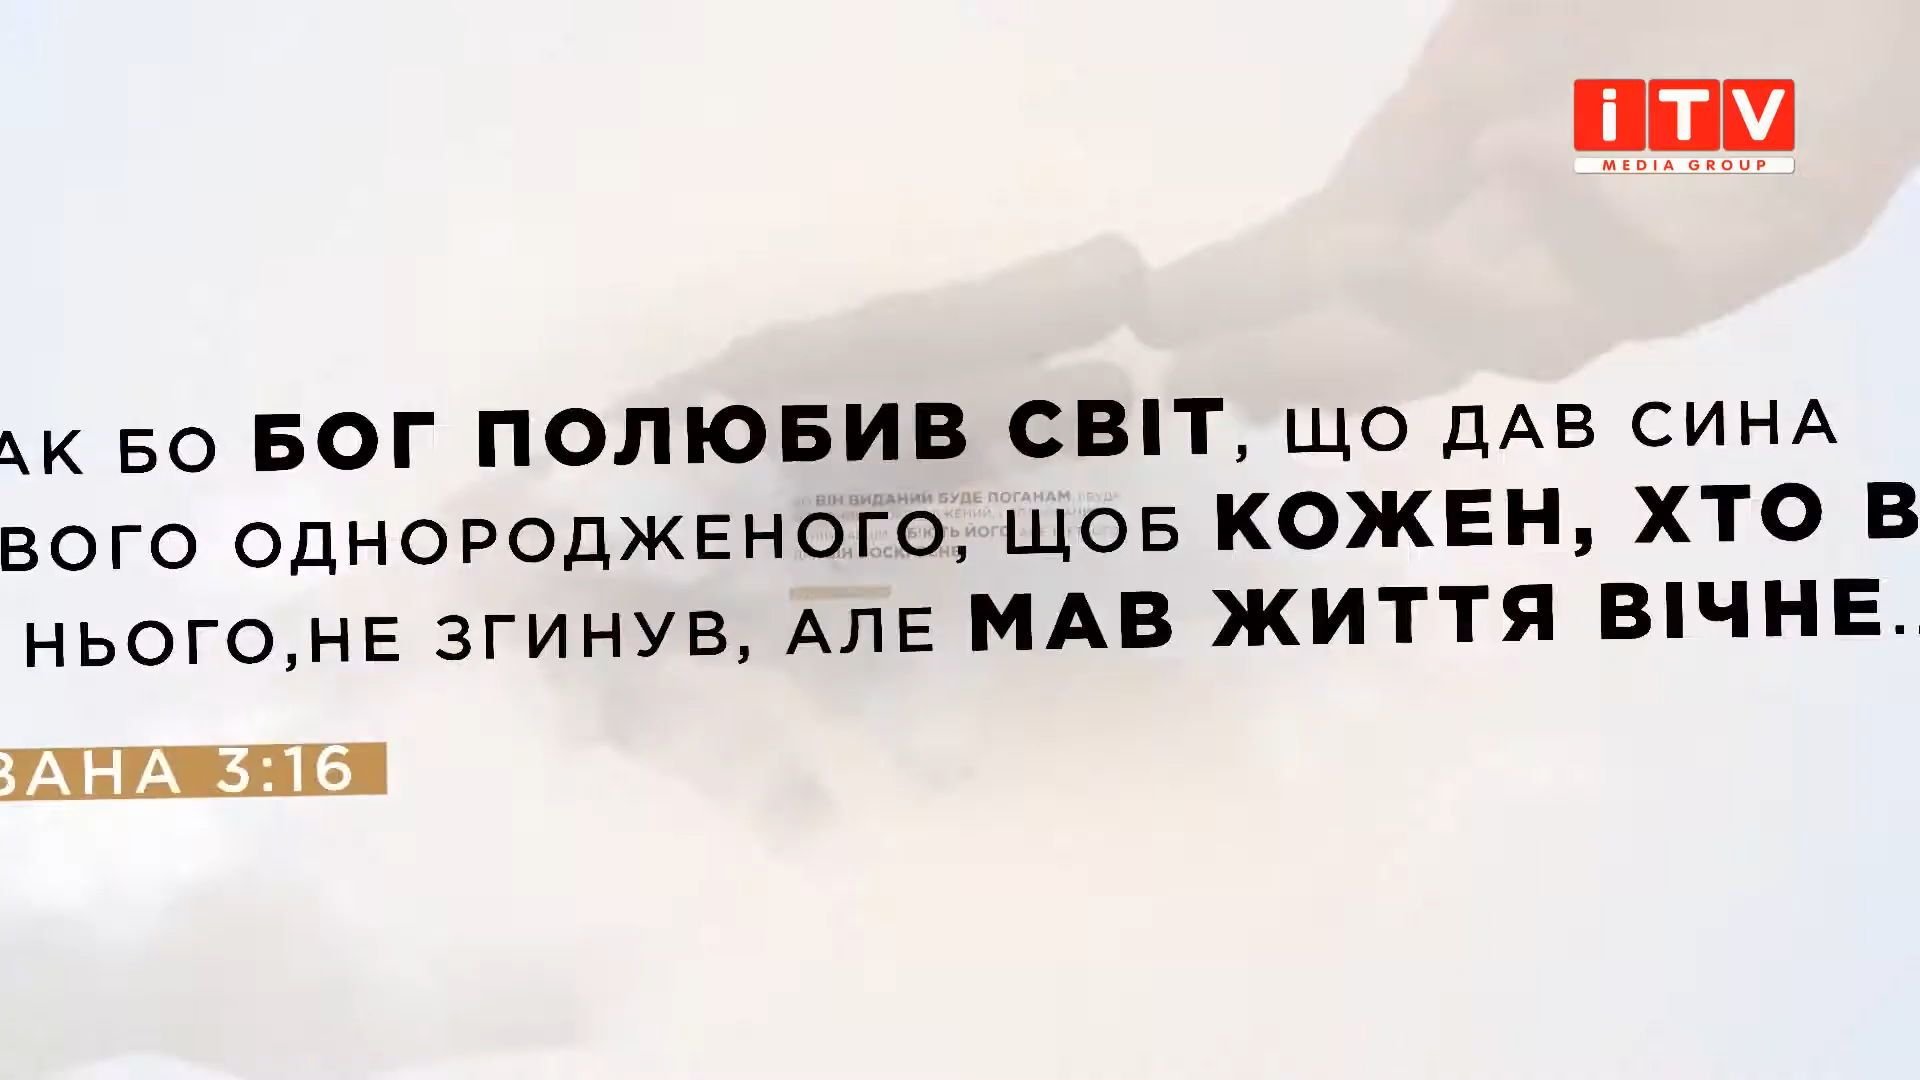 iTV
MEDIA GROUP
АК БО БОГ ПОЛЮБИВ СВІТ, ЩО ДАВ СИНА
ВОГО ОДНОРОДЖЕНОГО, ЩОБ КОЖЕН, ХТО В
НЬОГО,НЕ ЗГИНУВ, АЛЕ МАВ ЖИТТЯ ВІЧНЕ..
ВАНА 3:16
ВІН ВИДАНИЙ БУДЕ ПОГАНАМ